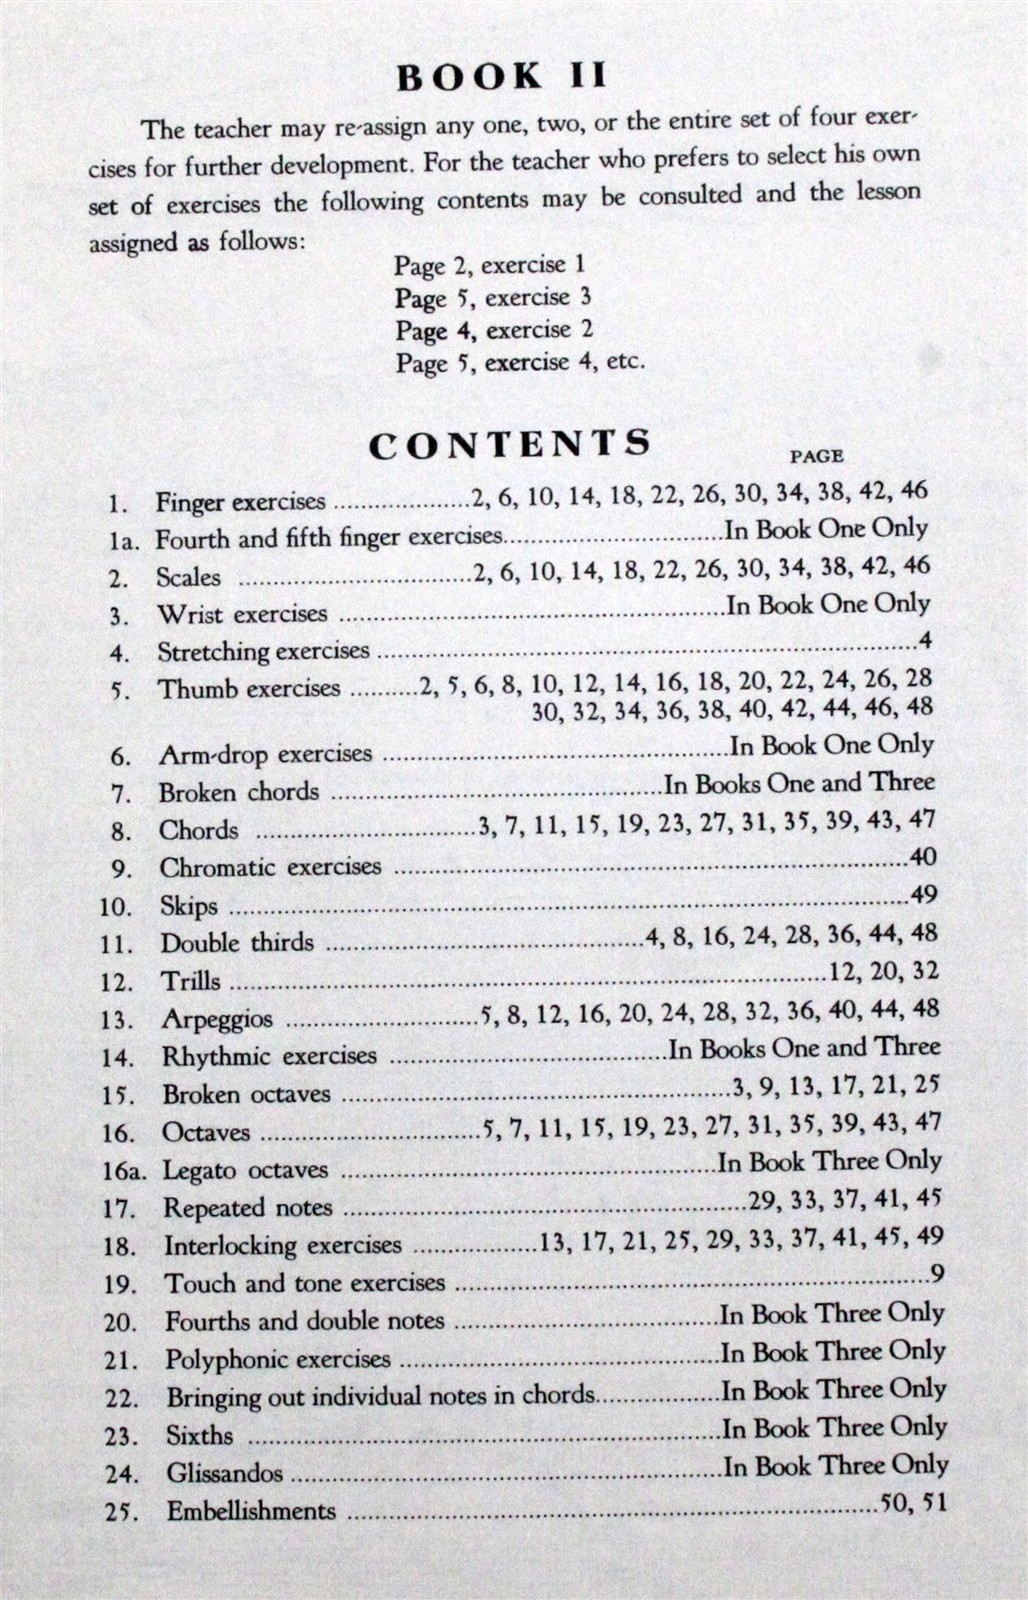 BOOK II
The teacher may re-assign any one, two, or the entire set of four exer-
cises for further development. For the teacher who prefers to select his own
set of exercises the following contents may be consulted and the lesson
assigned as follows:
Page 2, exercise 1
Page 5, exercise 3
Page 4, exercise 2
Page 5, exercise 4, etc.
CONTENTS
PAGE
1. Finger exercises ...................2, 6, 10, 14, 18, 22, 26, 30, 34, 38, 42, 46
1a. Fourth and fifth finger exercises...............................In Book One Only
2. Scales .................................2, 6, 10, 14, 18, 22, 26, 30, 34, 38, 42, 46
3. Wrist exercises .......................................................In Book One Only
4. Stretching exercises .............................................................................4
5. Thumb exercises ..........2, 5, 6, 8, 10, 12, 14, 16, 18, 20, 22, 24, 26, 28
30, 32, 34, 36, 38, 40, 42, 44, 46, 48
6. Arm-drop exercises .................................................In Book One Only
7. Broken chords ...............................................In Books One and Three
8. Chords ...............................3, 7, 11, 15, 19, 23, 27, 31, 35, 39, 43, 47
9. Chromatic exercises .........................................................................40
10. Skips .................................................................................................49
11. Double thirds .............................................4, 8, 16, 24, 28, 36, 44, 48
12. Trills .....................................................................................12, 20, 32
13. Arpeggios ...........................5, 8, 12, 16, 20, 24, 28, 32, 36, 40, 44, 48
14. Rhythmic exercises .......................................In Books One and Three
15. Broken octaves .......................................................3, 9, 13, 17, 21, 25
16. Octaves ...............................5, 7, 11, 15, 19, 23, 27, 31, 35, 39, 43, 47
16a. Legato octaves .....................................................In Book Three Only
17. Repeated notes .........................................................29, 33, 37, 41, 45
18. Interlocking exercises .................13, 17, 21, 25, 29, 33, 37, 41, 45, 49
19. Touch and tone exercises ...................................................................9
20. Fourths and double notes .....................................In Book Three Only
21. Polyphonic exercises .............................................In Book Three Only
22. Bringing out individual notes in chords.................In Book Three Only
23. Sixths ...................................................................In Book Three Only
24. Glissandos .............................................................In Book Three Only
25. Embellishments ............................................................................50, 51